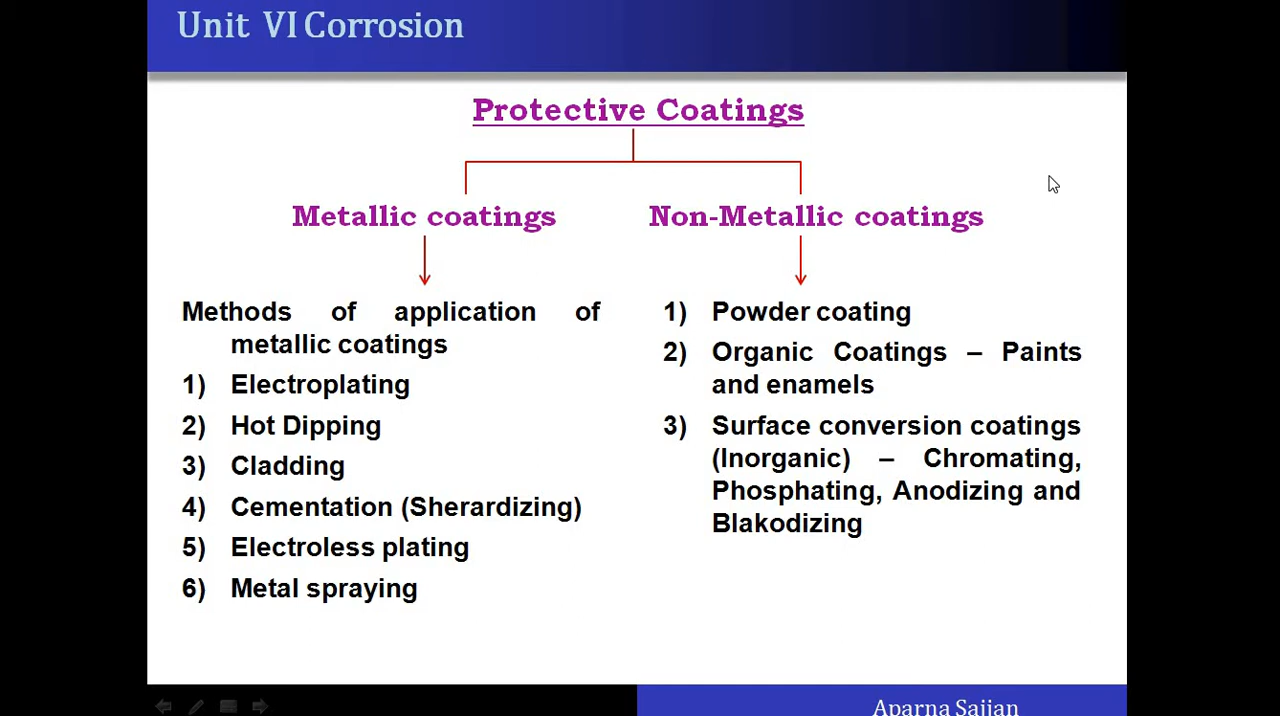 Unit VI Corrosion
Protective Coatings
Metallic coatings
Non-Metallic coatings
Methods of application of
metallic coatings
1) Electroplating
2) Hot Dipping
3) Cladding
4) Cementation (Sherardizing)
5) Electroless plating
6) Metal spraying
1) Powder coating
2) Organic Coatings – Paints
and enamels
3) Surface conversion coatings
(Inorganic) – Chromating,
Phosphating, Anodizing and
Blakodizing
Aparna Sajjan